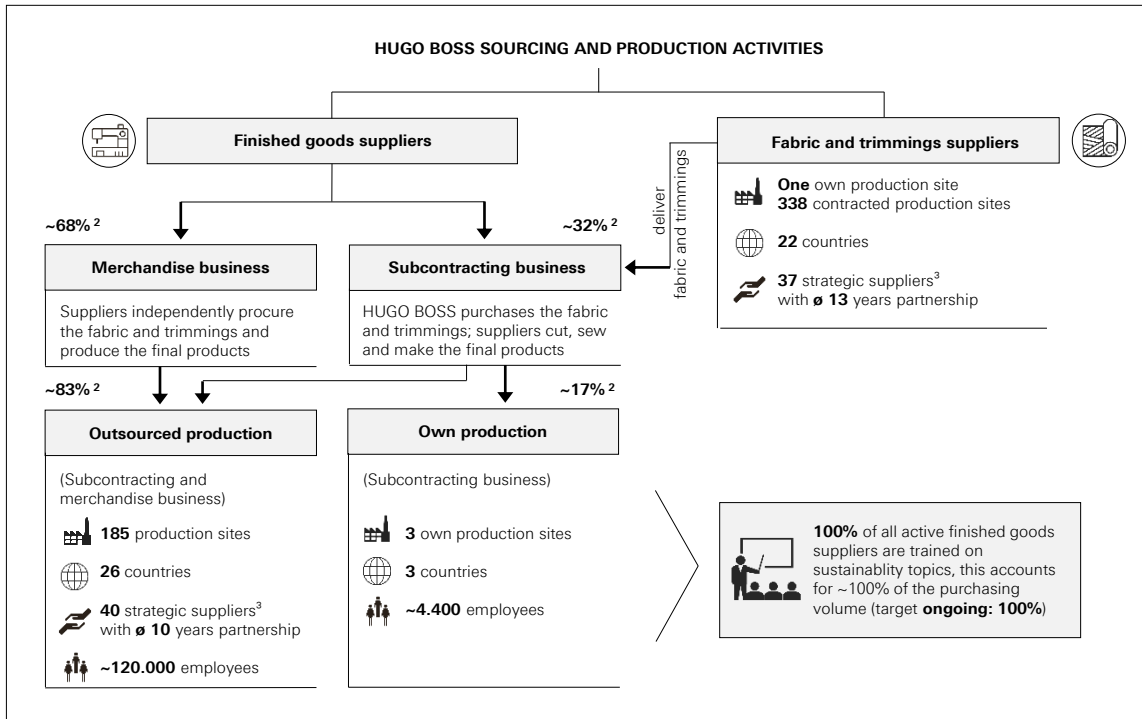 HUGO BOSS SOURCING AND PRODUCTION ACTIVITIES
Finished goods suppliers
Fabric and trimmings suppliers
One own production site
338 contracted production sites
22 countries
37 strategic suppliers³
with ø 13 years partnership
deliver
fabric and trimmings
~68% ²
Merchandise business
Suppliers independently procure
the fabric and trimmings and
produce the final products
~32% ²
Subcontracting business
HUGO BOSS purchases the fabric
and trimmings; suppliers cut, sew
and make the final products
~83% ²
Outsourced production
(Subcontracting and
merchandise business)
185 production sites
26 countries
40 strategic suppliers³
with ø 10 years partnership
~120.000 employees
~17% ²
Own production
(Subcontracting business)
3 own production sites
3 countries
~4.400 employees
100% of all active finished goods
suppliers are trained on
sustainablity topics, this accounts
for ~100% of the purchasing
volume (target ongoing: 100%)